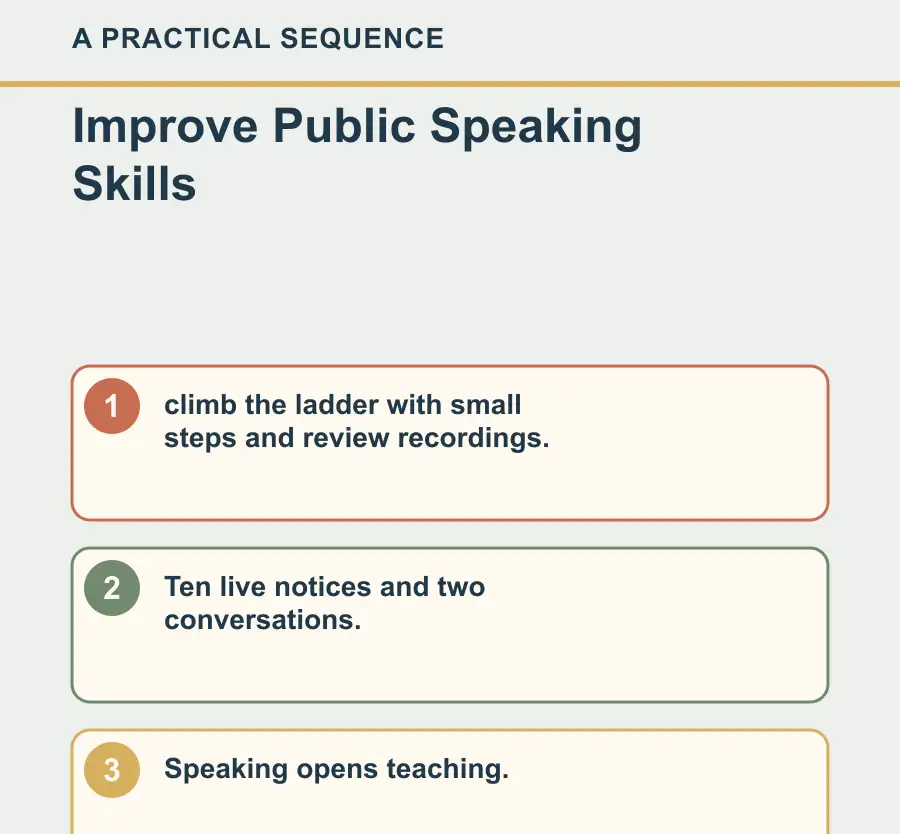 A PRACTICAL SEQUENCE
Improve Public Speaking
Skills
1
climb the ladder with small
steps and review recordings.
2
Ten live notices and two
conversations.
3
Speaking opens teaching.